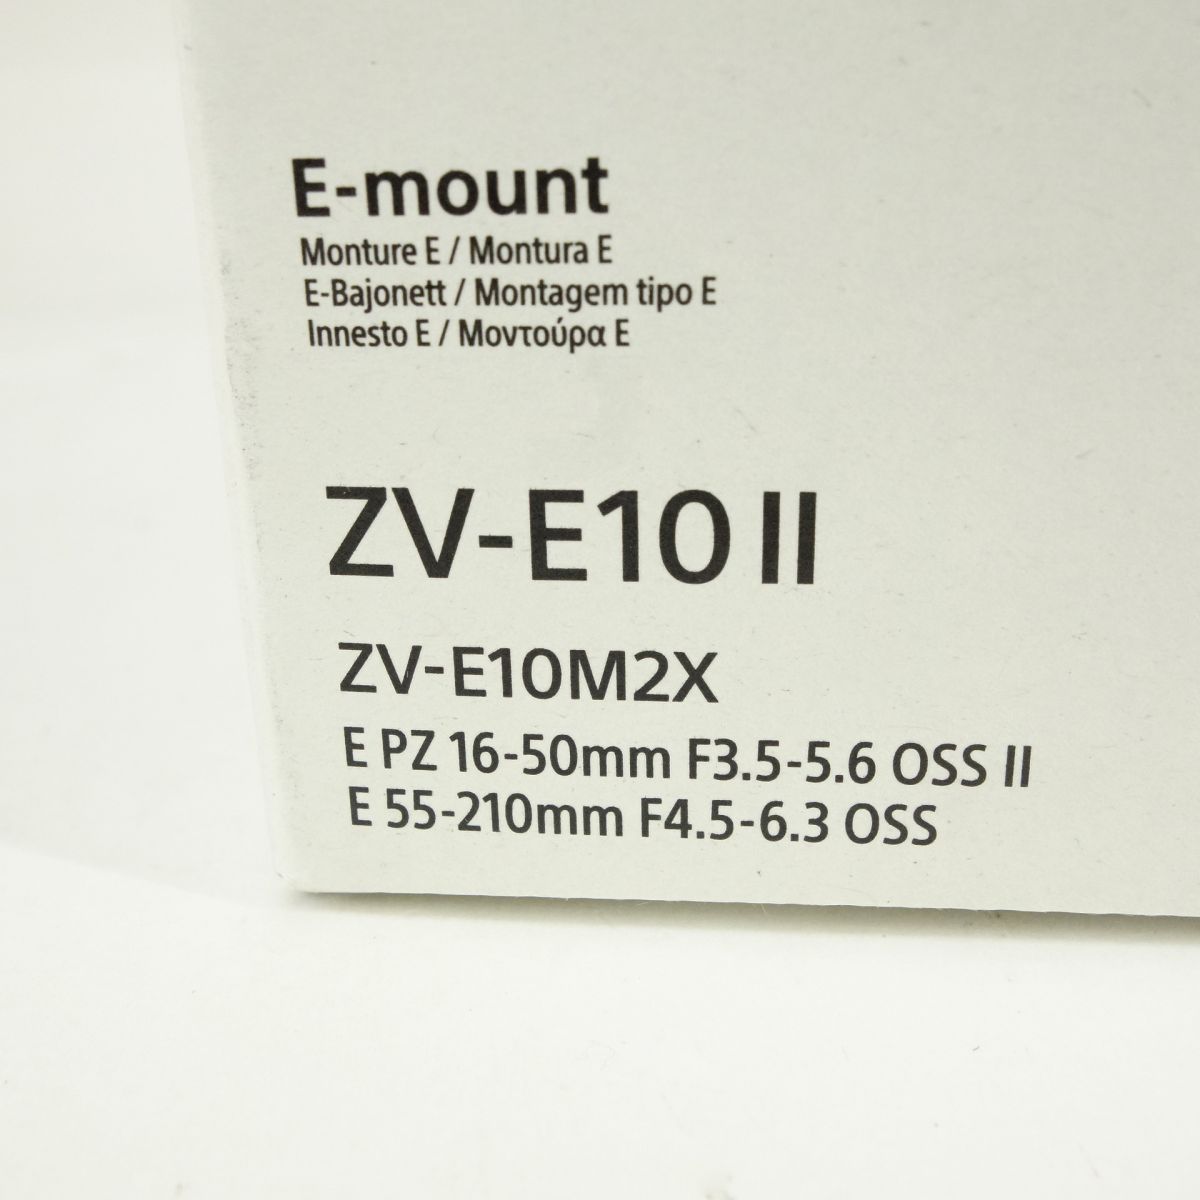 E-mount
Monture E / Montura E
E-Bajonett / Montagem tipo E
Innesto E / Μοντούρα E
ZV-E10 II
ZV-E10M2X
E PZ 16-50mm F3.5-5.6 OSS II
E 55-210mm F4.5-6.3 OSS